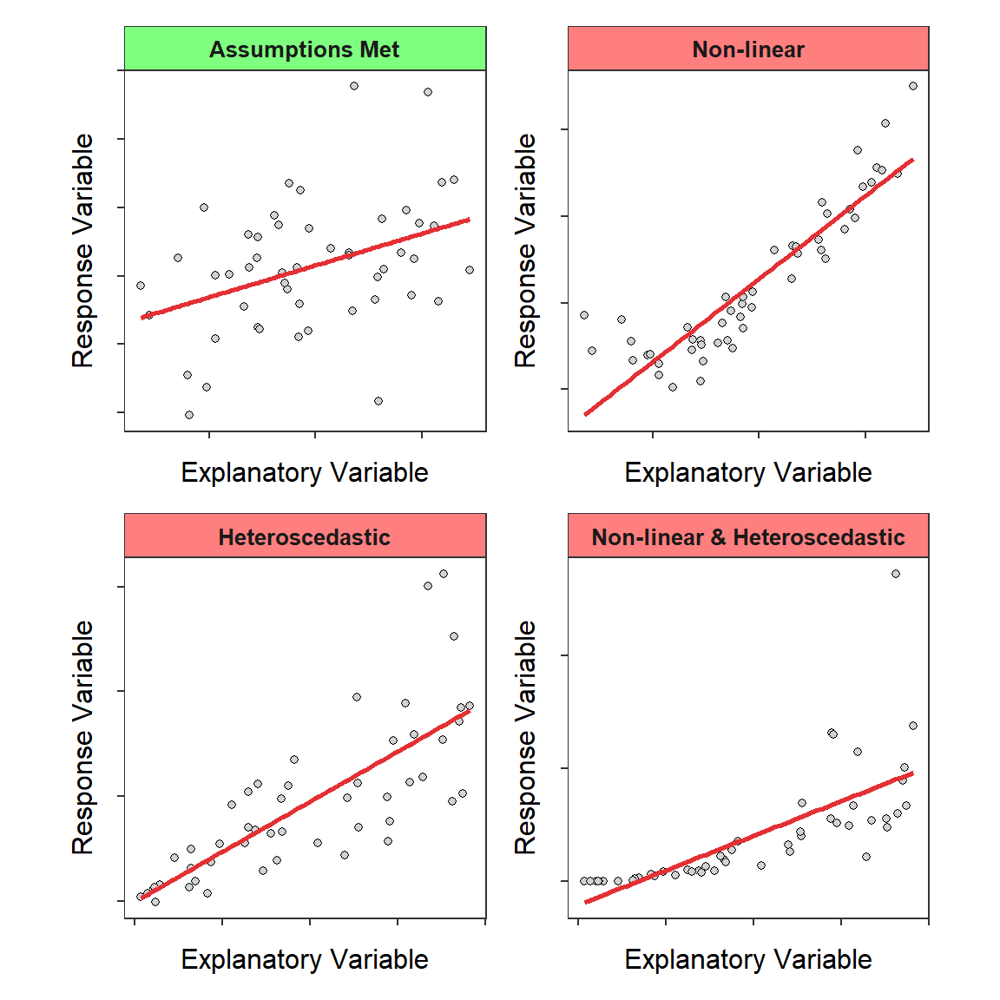 Assumptions Met
Response Variable
Explanatory Variable
Non-linear
Response Variable
Explanatory Variable
Heteroscedastic
Response Variable
Explanatory Variable
Non-linear & Heteroscedastic
Response Variable
Explanatory Variable